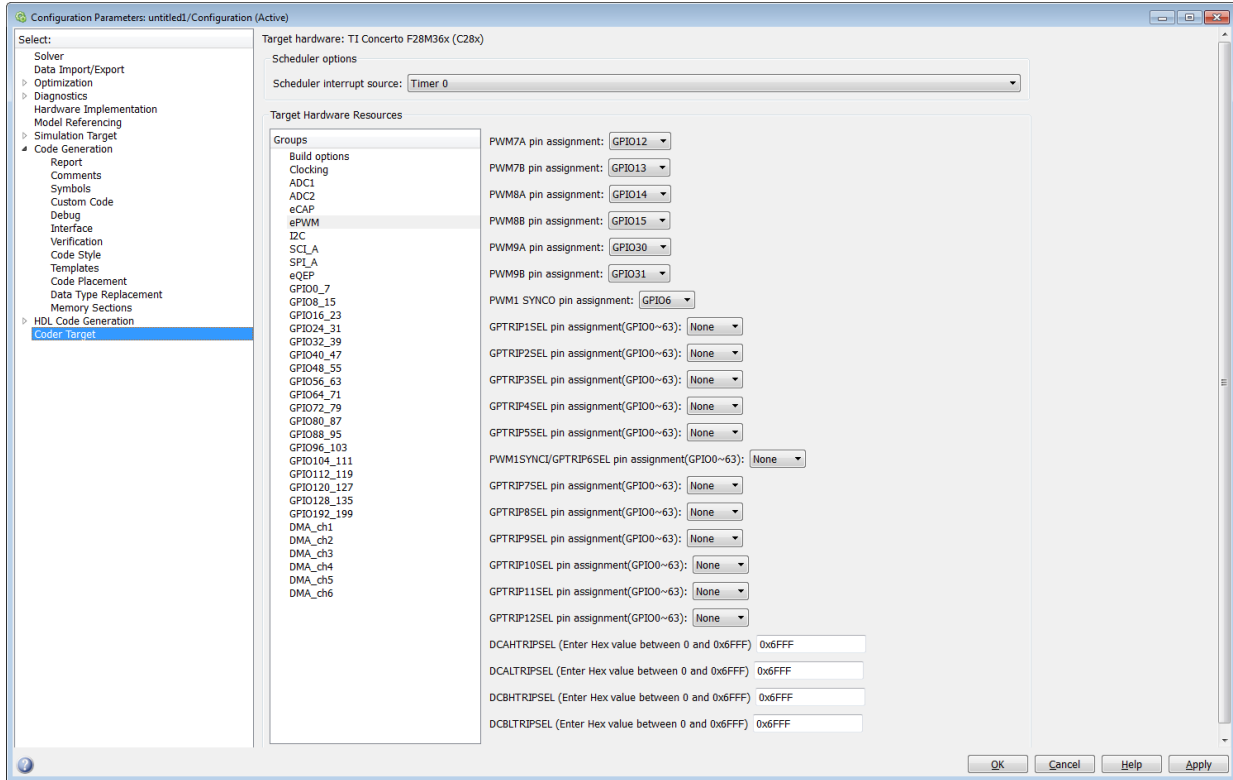 Configuration Parameters: untitled1/Configuration (Active)
Select:
Solver
Data Import/Export
Optimization
Diagnostics
Hardware Implementation
Model Referencing
Simulation Target
Code Generation
Report
Comments
Symbols
Custom Code
Debug
Interface
Verification
Code Style
Templates
Code Placement
Data Type Replacement
Memory Sections
HDL Code Generation
Coder Target
Target hardware: TI Concerto F28M36x (C28x)
Scheduler options
Scheduler interrupt source: Timer 0
Target Hardware Resources
Groups
Build options
Clocking
ADC1
ADC2
eCAP
ePWM
I2C
SCI_A
SPI_A
eQEP
GPIO0_7
GPIO8_15
GPIO16_23
GPIO24_31
GPIO32_39
GPIO40_47
GPIO48_55
GPIO56_63
GPIO64_71
GPIO72_79
GPIO80_87
GPIO88_95
GPIO96_103
GPIO104_111
GPIO112_119
GPIO120_127
GPIO128_135
GPIO192_199
DMA_ch1
DMA_ch2
DMA_ch3
DMA_ch4
DMA_ch5
DMA_ch6
PWM7A pin assignment: GPIO12
PWM7B pin assignment: GPIO13
PWM8A pin assignment: GPIO14
PWM8B pin assignment: GPIO15
PWM9A pin assignment: GPIO30
PWM9B pin assignment: GPIO31
PWM1 SYNCO pin assignment: GPIO6
GPTRIP1SEL pin assignment(GPIO0~63): None
GPTRIP2SEL pin assignment(GPIO0~63): None
GPTRIP3SEL pin assignment(GPIO0~63): None
GPTRIP4SEL pin assignment(GPIO0~63): None
GPTRIP5SEL pin assignment(GPIO0~63): None
PWM1SYNCI/GPTRIP6SEL pin assignment(GPIO0~63): None
GPTRIP7SEL pin assignment(GPIO0~63): None
GPTRIP8SEL pin assignment(GPIO0~63): None
GPTRIP9SEL pin assignment(GPIO0~63): None
GPTRIP10SEL pin assignment(GPIO0~63): None
GPTRIP11SEL pin assignment(GPIO0~63): None
GPTRIP12SEL pin assignment(GPIO0~63): None
DCAHTRIPSEL (Enter Hex value between 0 and 0x6FFF) 0x6FFF
DCALTRIPSEL (Enter Hex value between 0 and 0x6FFF) 0x6FFF
DCBHTRIPSEL (Enter Hex value between 0 and 0x6FFF) 0x6FFF
DCBLTRIPSEL (Enter Hex value between 0 and 0x6FFF) 0x6FFF
OK Cancel Help Apply